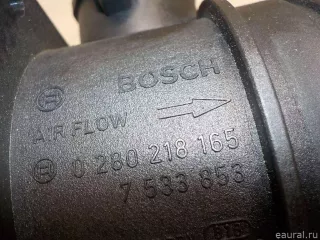 BOSCH
AIR FLOW
0 280 218 165
7 533 853
eaural.ru